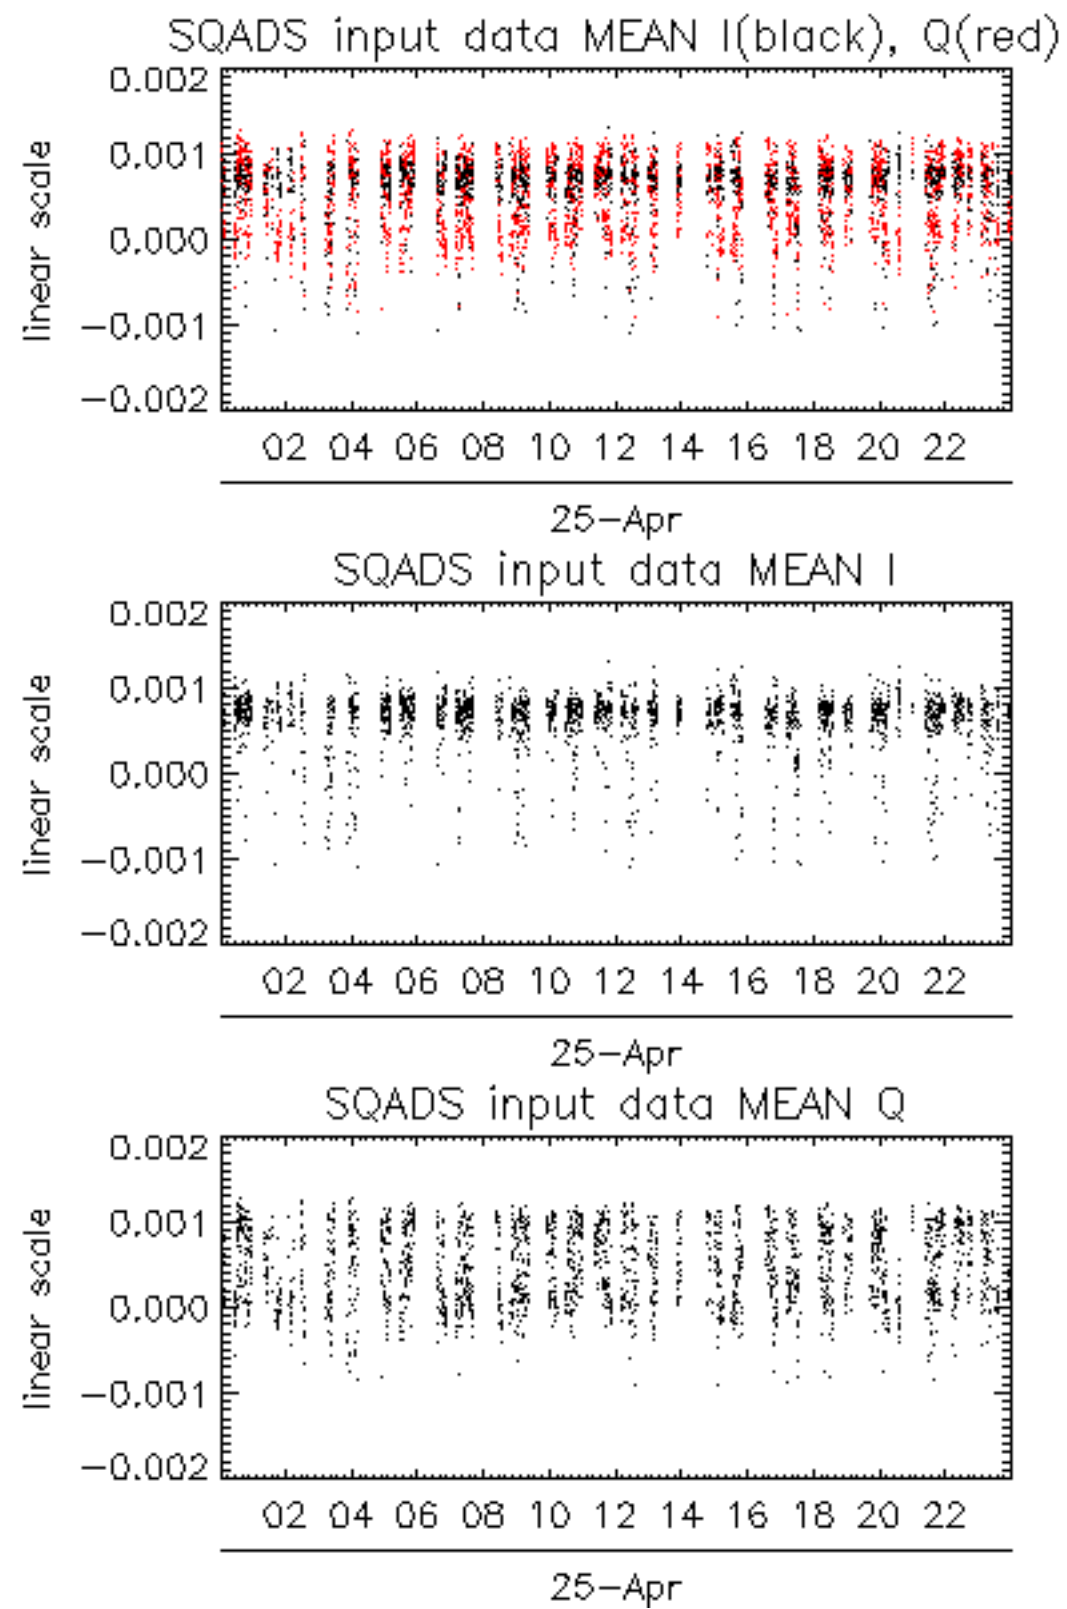 SQADS input data MEAN I(black), Q(red)
0.002
0.001
0.000
−0.001
−0.002
linear scale
02 04 06 08 10 12 14 16 18 20 22
25−Apr
SQADS input data MEAN I
0.002
0.001
0.000
−0.001
−0.002
linear scale
02 04 06 08 10 12 14 16 18 20 22
25−Apr
SQADS input data MEAN Q
0.002
0.001
0.000
−0.001
−0.002
linear scale
02 04 06 08 10 12 14 16 18 20 22
25−Apr